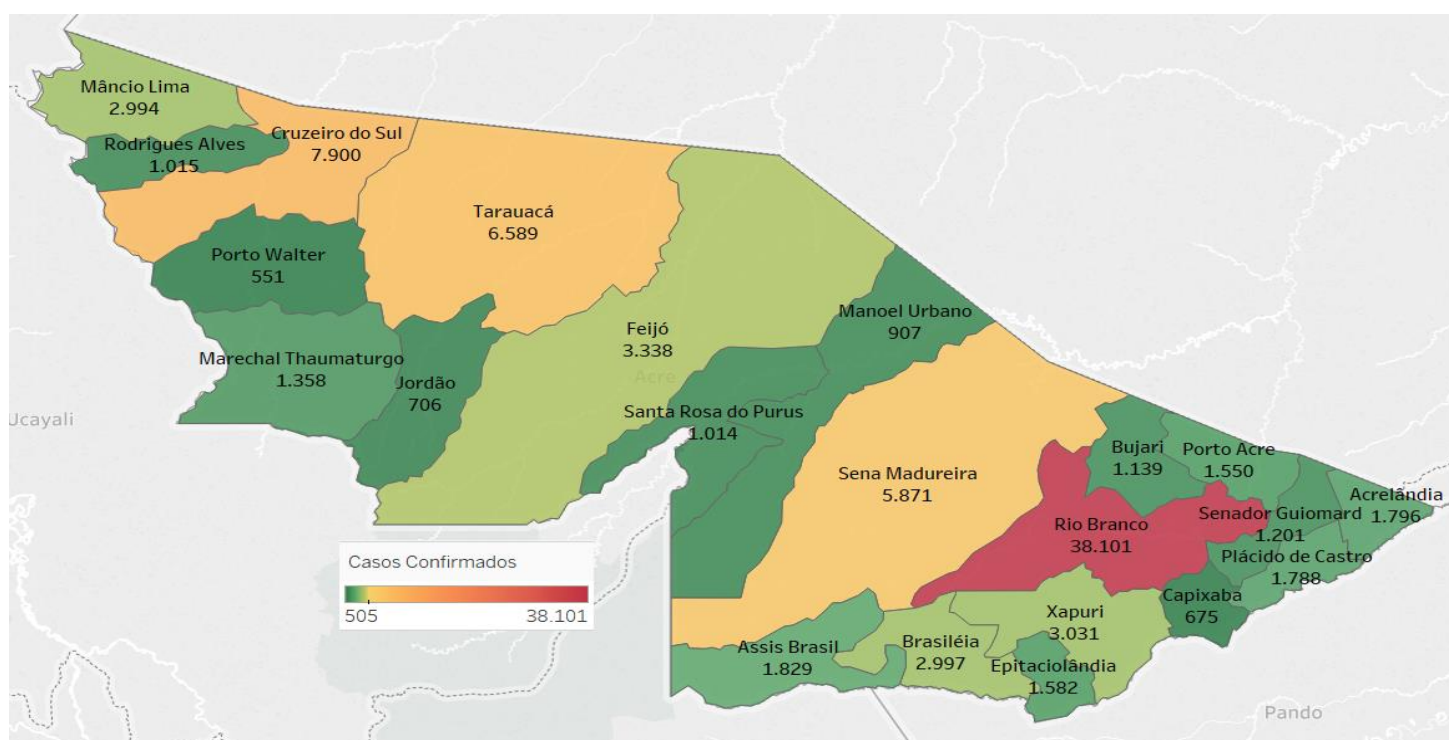 Mâncio Lima
2.994
Rodrigues Alves
1.015
Cruzeiro do Sul
7.900
Tarauacá
6.589
Porto Walter
551
Marechal Thaumaturgo
1.358
Jordão
706
Feijó
3.338
Acre
Manoel Urbano
907
Santa Rosa do Purus
1.014
Sena Madureira
5.871
Bujari
1.139
Porto Acre
1.550
Acrelândia
1.796
Senador Guiomard
1.201
Rio Branco
38.101
Plácido de Castro
1.788
Capixaba
675
Xapuri
3.031
Assis Brasil
1.829
Brasiléia
2.997
Epitaciolândia
1.582
Ucayali
Pando
Casos Confirmados
505 38.101